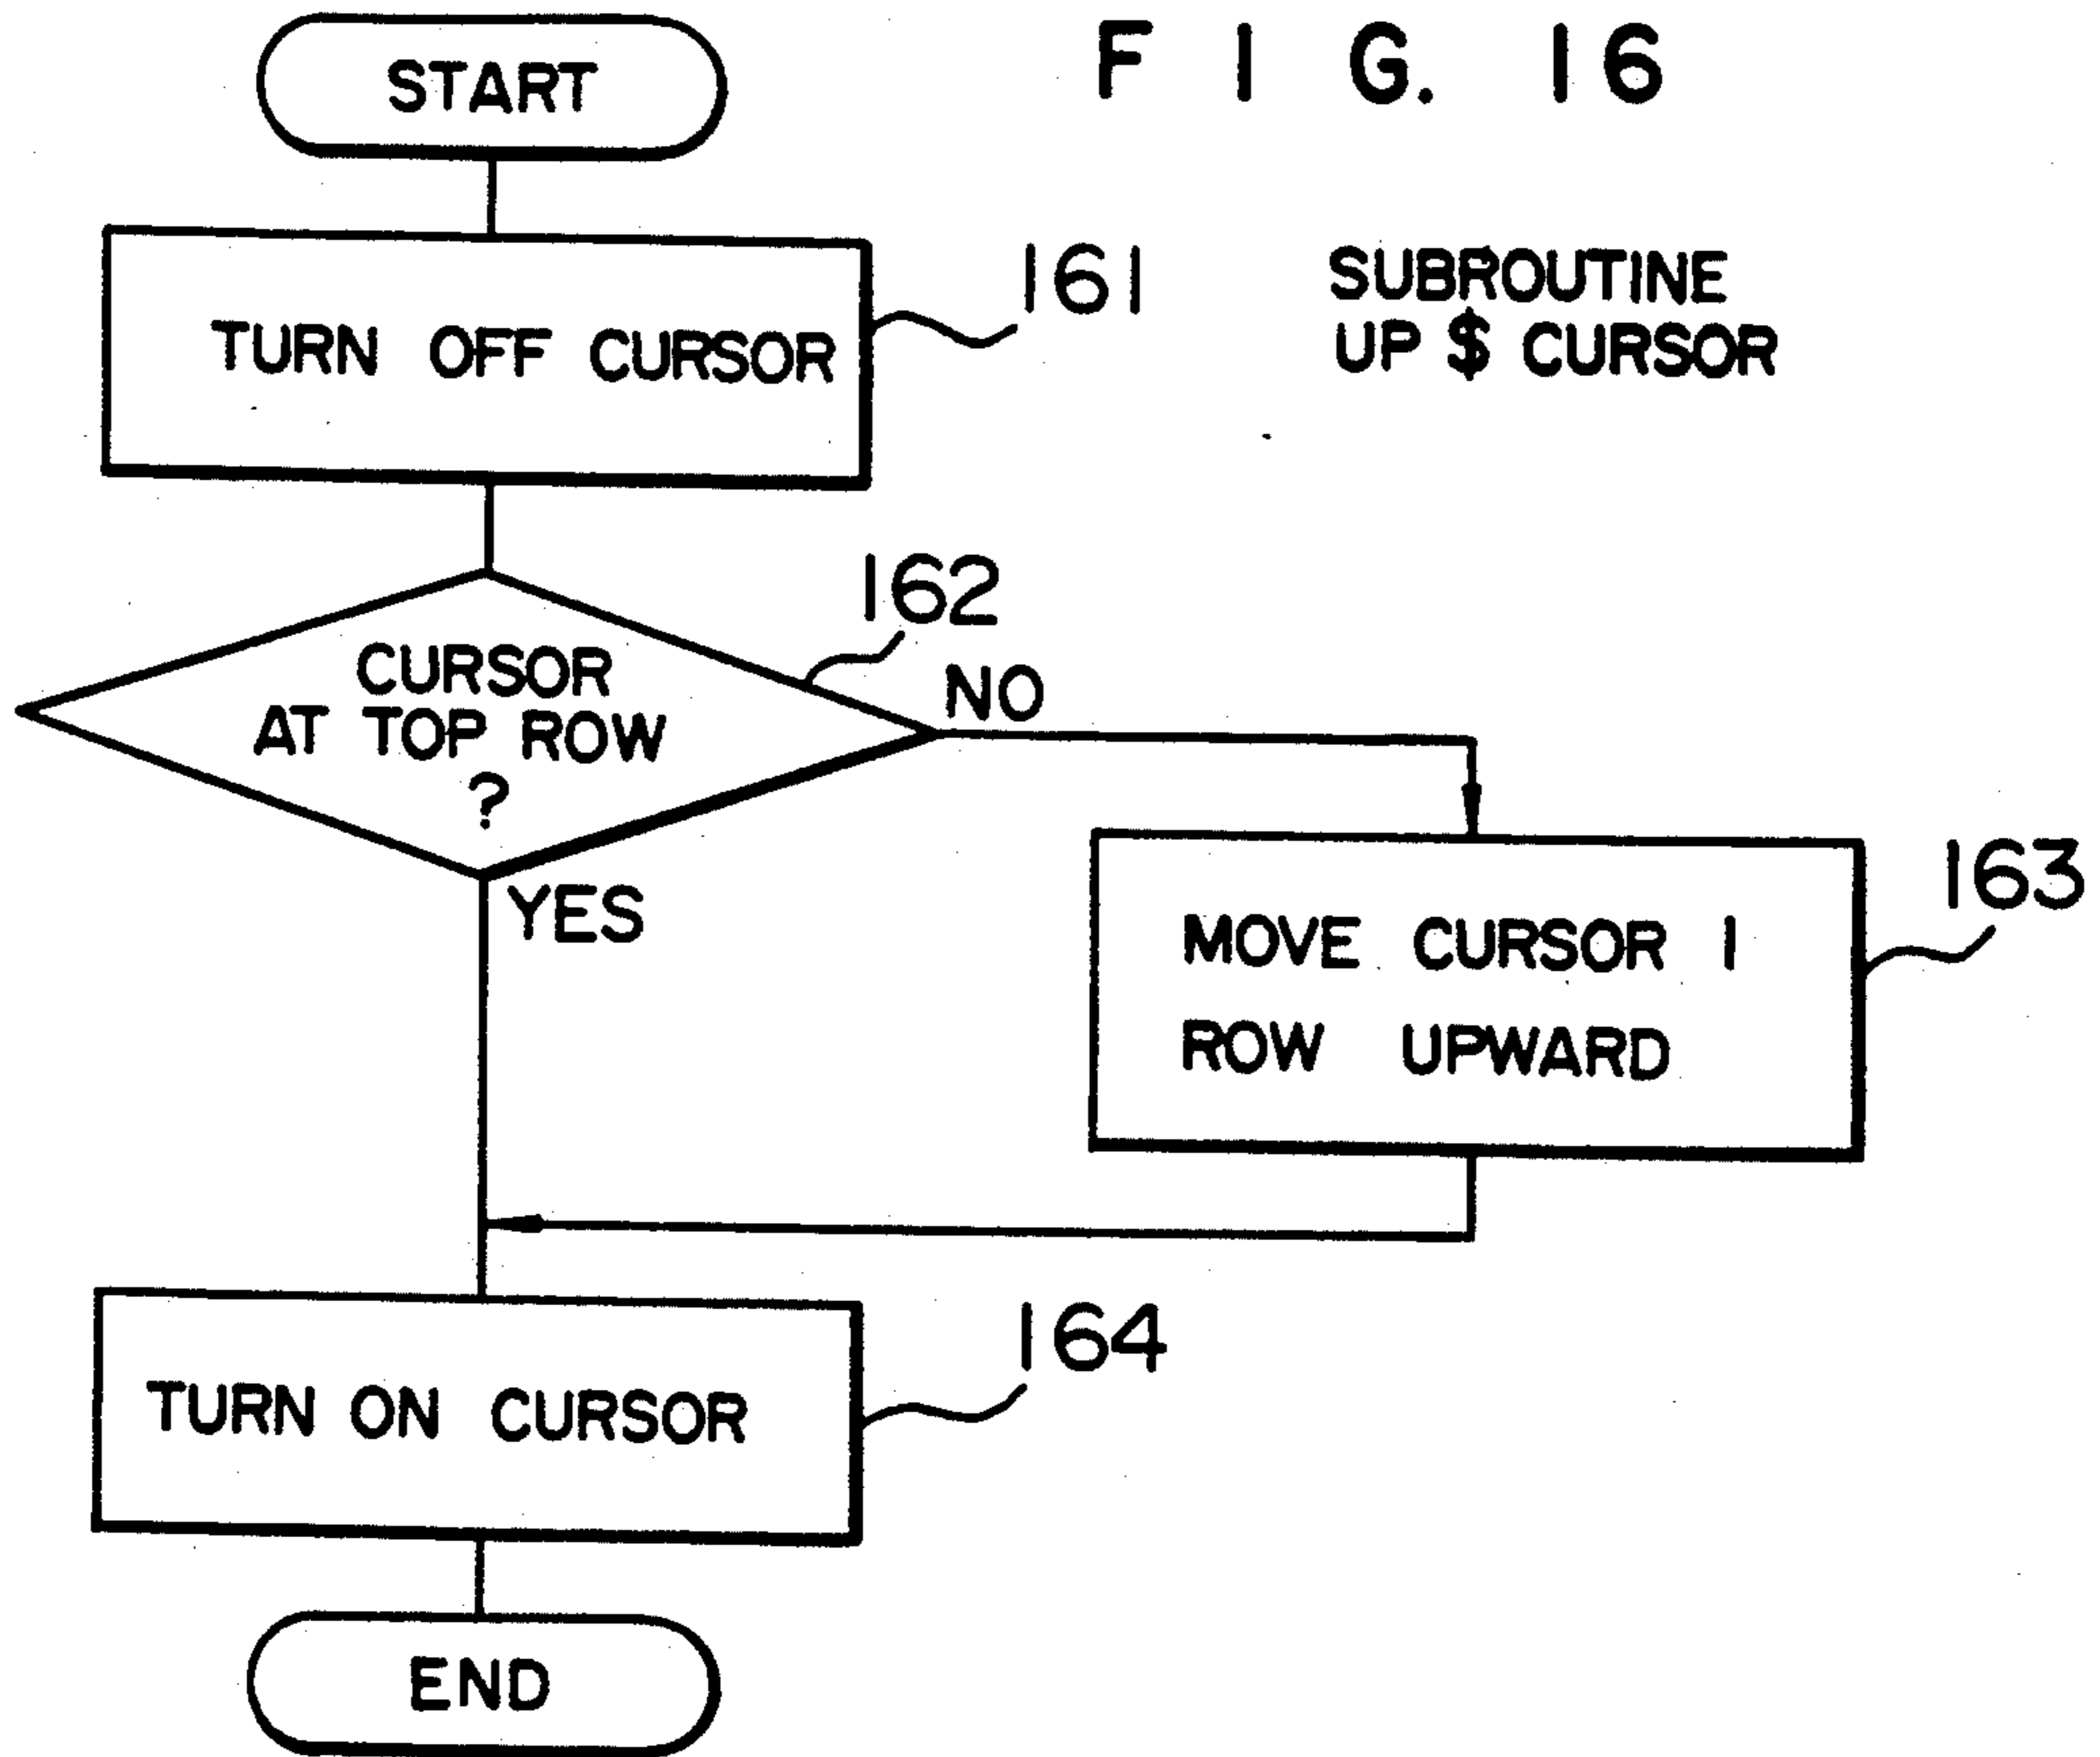 START
F I G. 16
TURN OFF CURSOR
161
SUBROUTINE
UP $ CURSOR
162
CURSOR
AT TOP ROW
?
NO
YES
163
MOVE CURSOR 1
ROW UPWARD
164
TURN ON CURSOR
END